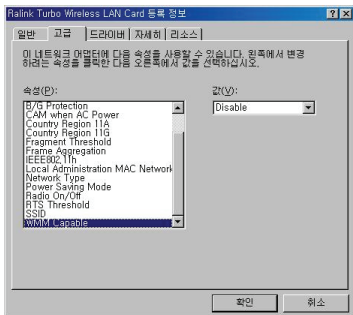 Ralink Turbo Wireless LAN Card 등록 정보
일반 고급 드라이버 자세히 리소스
이 네트워크 어댑터에 다음 속성을 사용할 수 있습니다. 왼쪽에서 변경
하려는 속성을 클릭한 다음 오른쪽에서 값을 선택하십시오.
속성(P):
값(V):
B/G Protection
CAM when AC Power
Country Region 11A
Country Region 11G
Fragment Threshold
Frame Aggregation
IEEE802.11h
Local Administration MAC Network
Network Type
Power Saving Mode
Radio On/Off
RTS Threshold
SSID
WMM Capable
Disable
확인 취소